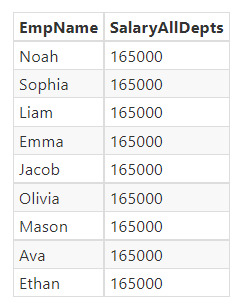 EmpName SalaryAllDepts
Noah 165000
Sophia 165000
Liam 165000
Emma 165000
Jacob 165000
Olivia 165000
Mason 165000
Ava 165000
Ethan 165000